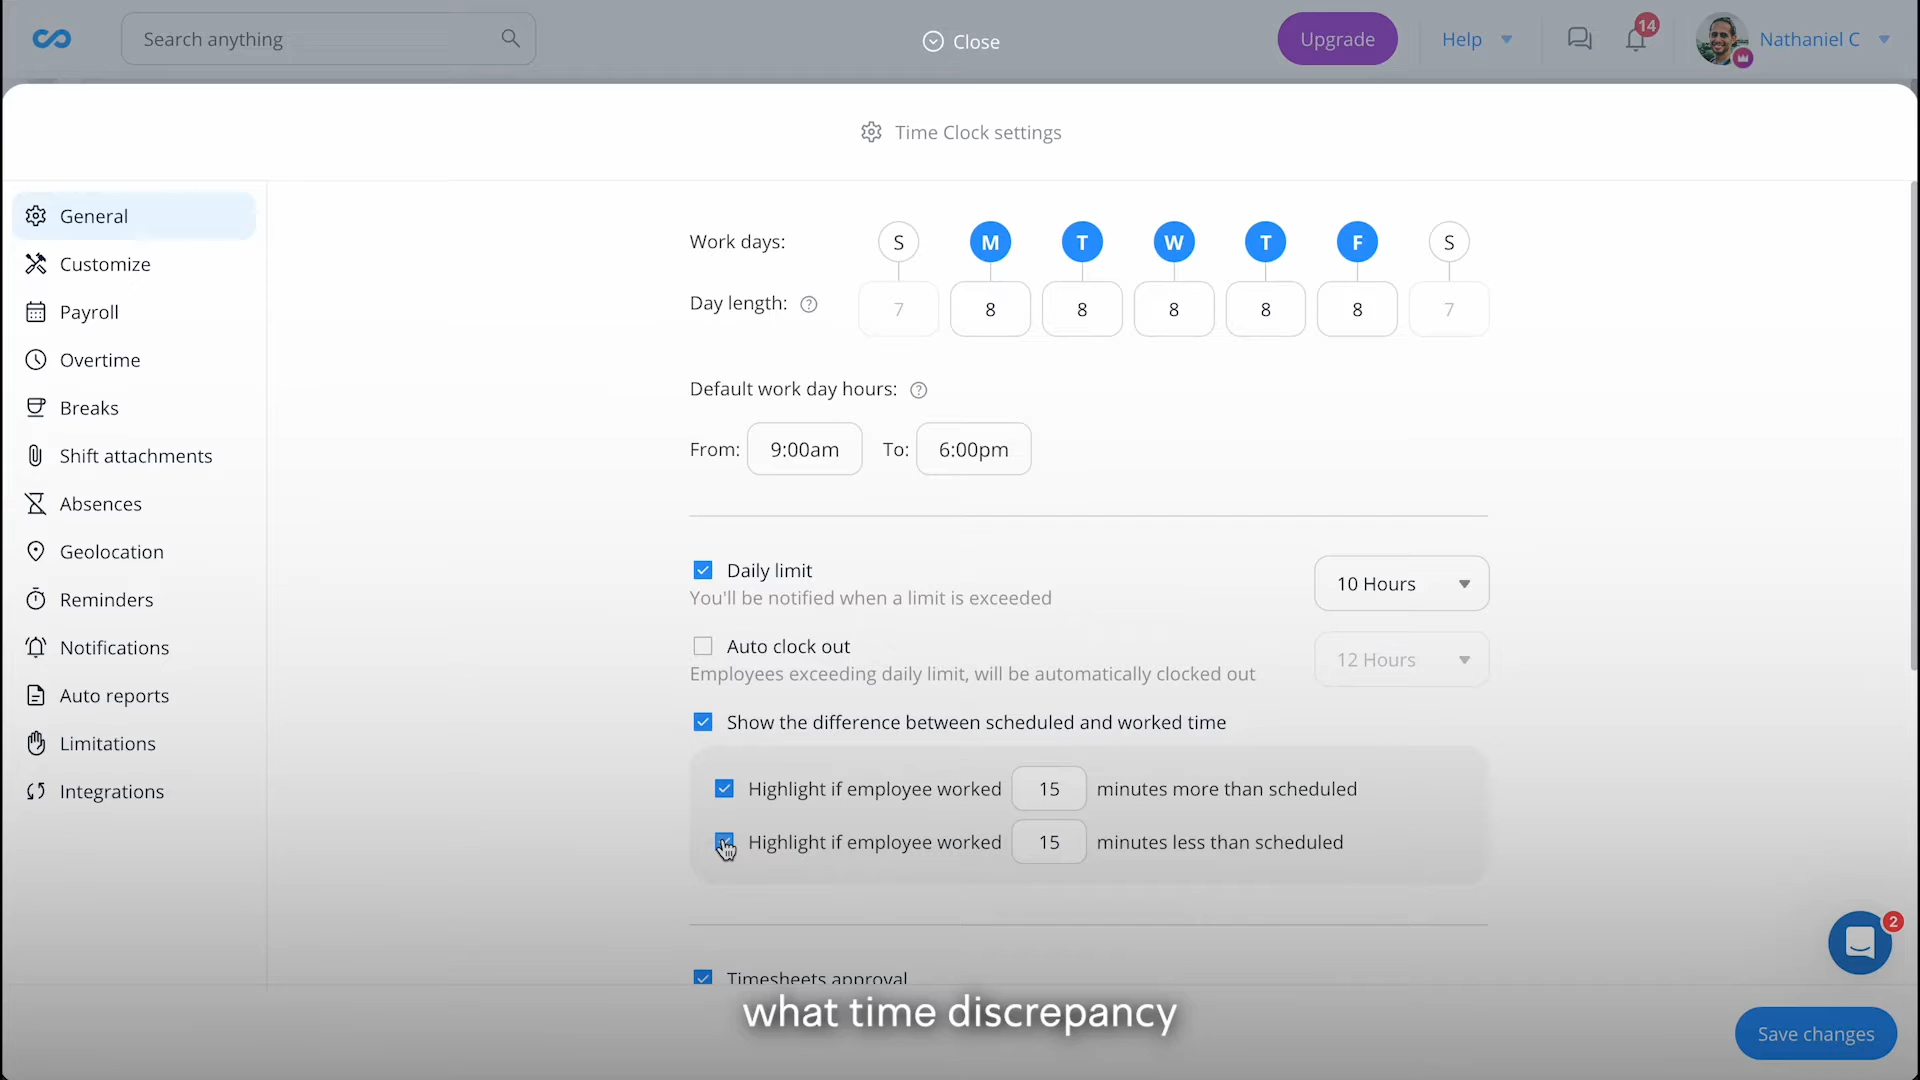 Search anything
Close
Upgrade
Help
14
Nathaniel C
Time Clock settings
General
Customize
Payroll
Overtime
Breaks
Shift attachments
Absences
Geolocation
Reminders
Notifications
Auto reports
Limitations
Integrations
Work days: S M T W T F S
Day length: ? 7 8 8 8 8 8 7
Default work day hours: ?
From: 9:00am To: 6:00pm
Daily limit
You'll be notified when a limit is exceeded
10 Hours
Auto clock out
Employees exceeding daily limit, will be automatically clocked out
12 Hours
Show the difference between scheduled and worked time
Highlight if employee worked 15 minutes more than scheduled
Highlight if employee worked 15 minutes less than scheduled
2
Timesheets approval
what time discrepancy
Save changes